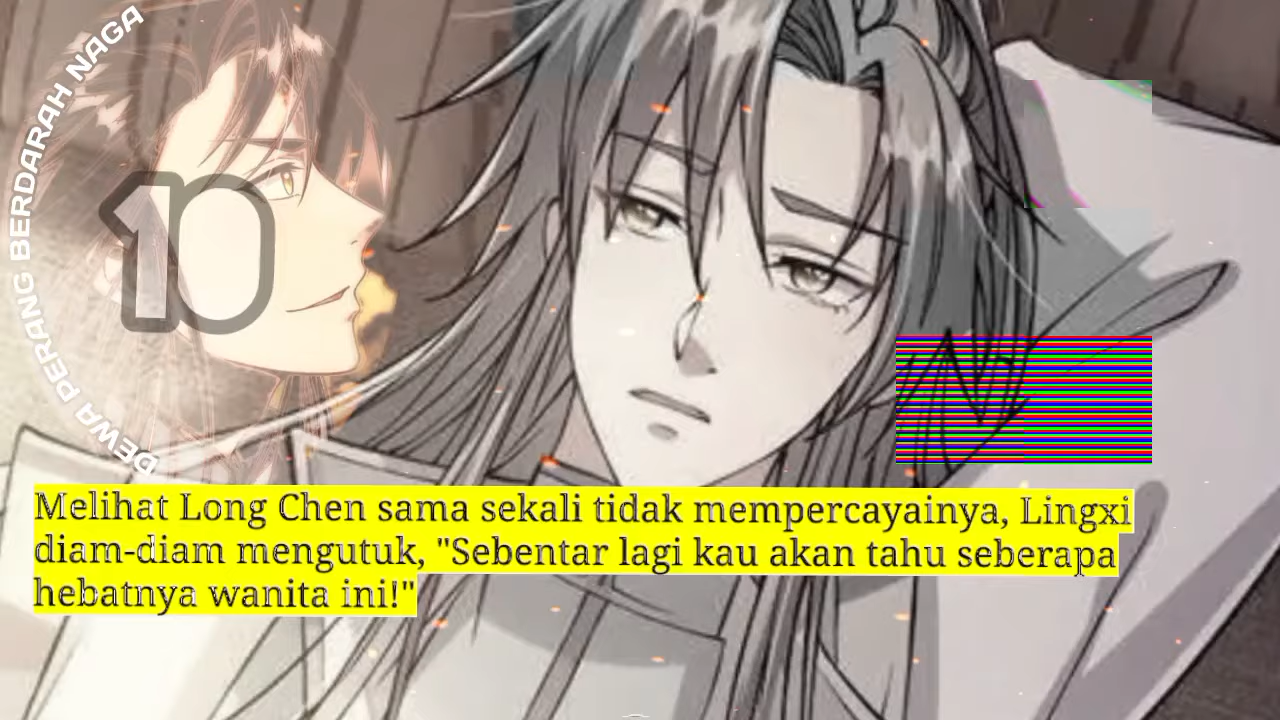 DEWA PERANG BERDARAH NAGA
10
Melihat Long Chen sama sekali tidak mempercayainya, Lingxi
diam-diam mengutuk, "Sebentar lagi kau akan tahu seberapa
hebatnya wanita ini!"